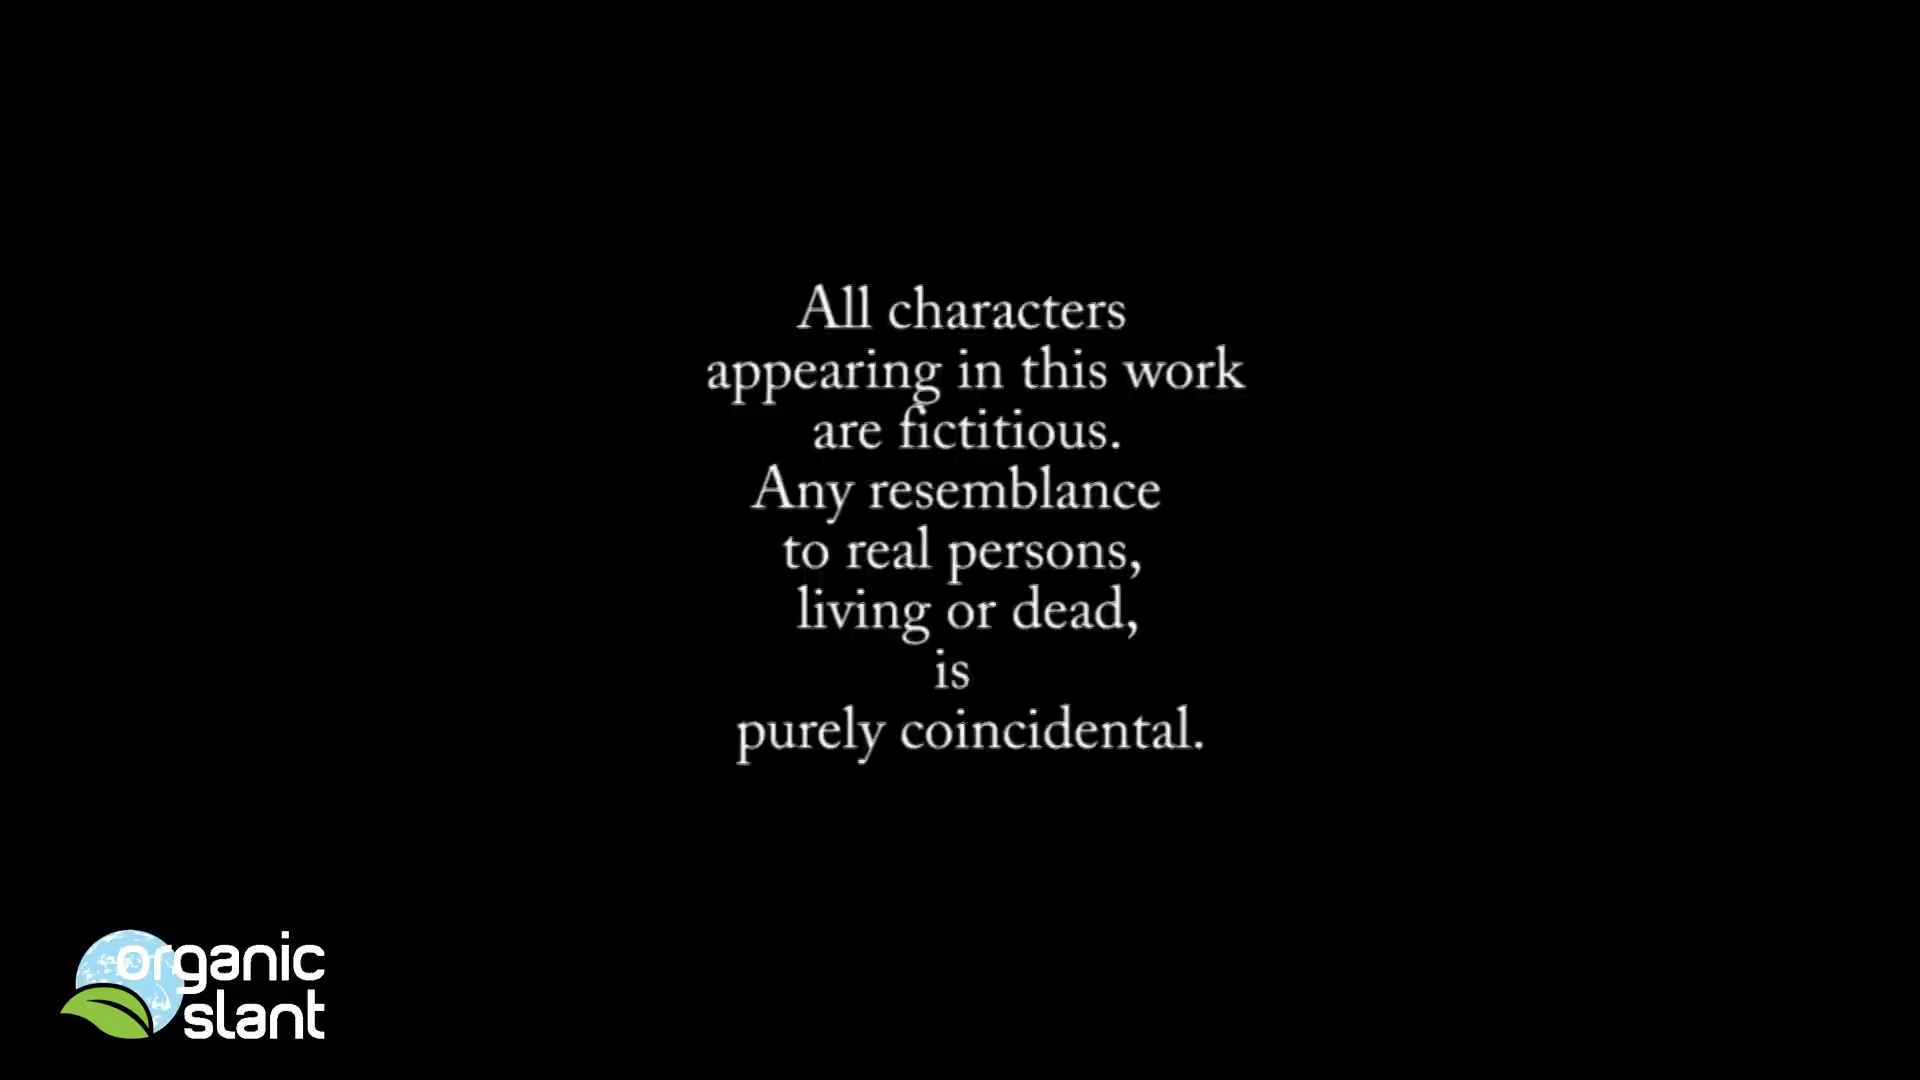 All characters
appearing in this work
are fictitious.
Any resemblance
to real persons,
living or dead,
is
purely coincidental.
organic
slant